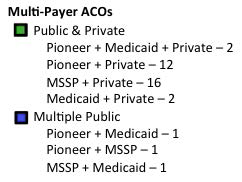 Multi-Payer ACOs
Public & Private
Pioneer + Medicaid + Private – 2
Pioneer + Private – 12
MSSP + Private – 16
Medicaid + Private – 2
Multiple Public
Pioneer + Medicaid – 1
Pioneer + MSSP – 1
MSSP + Medicaid – 1